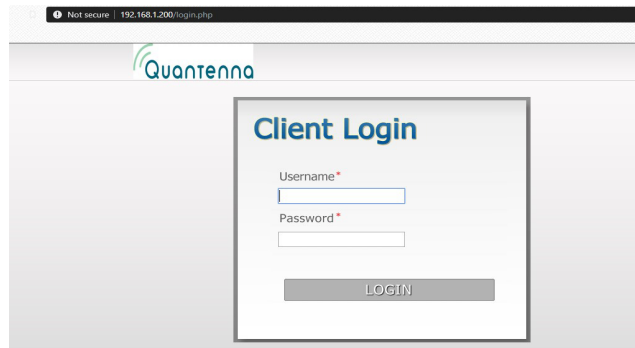 Not secure | 192.168.1.200/login.php
Quantenna
Client Login
Username*
Password*
LOGIN